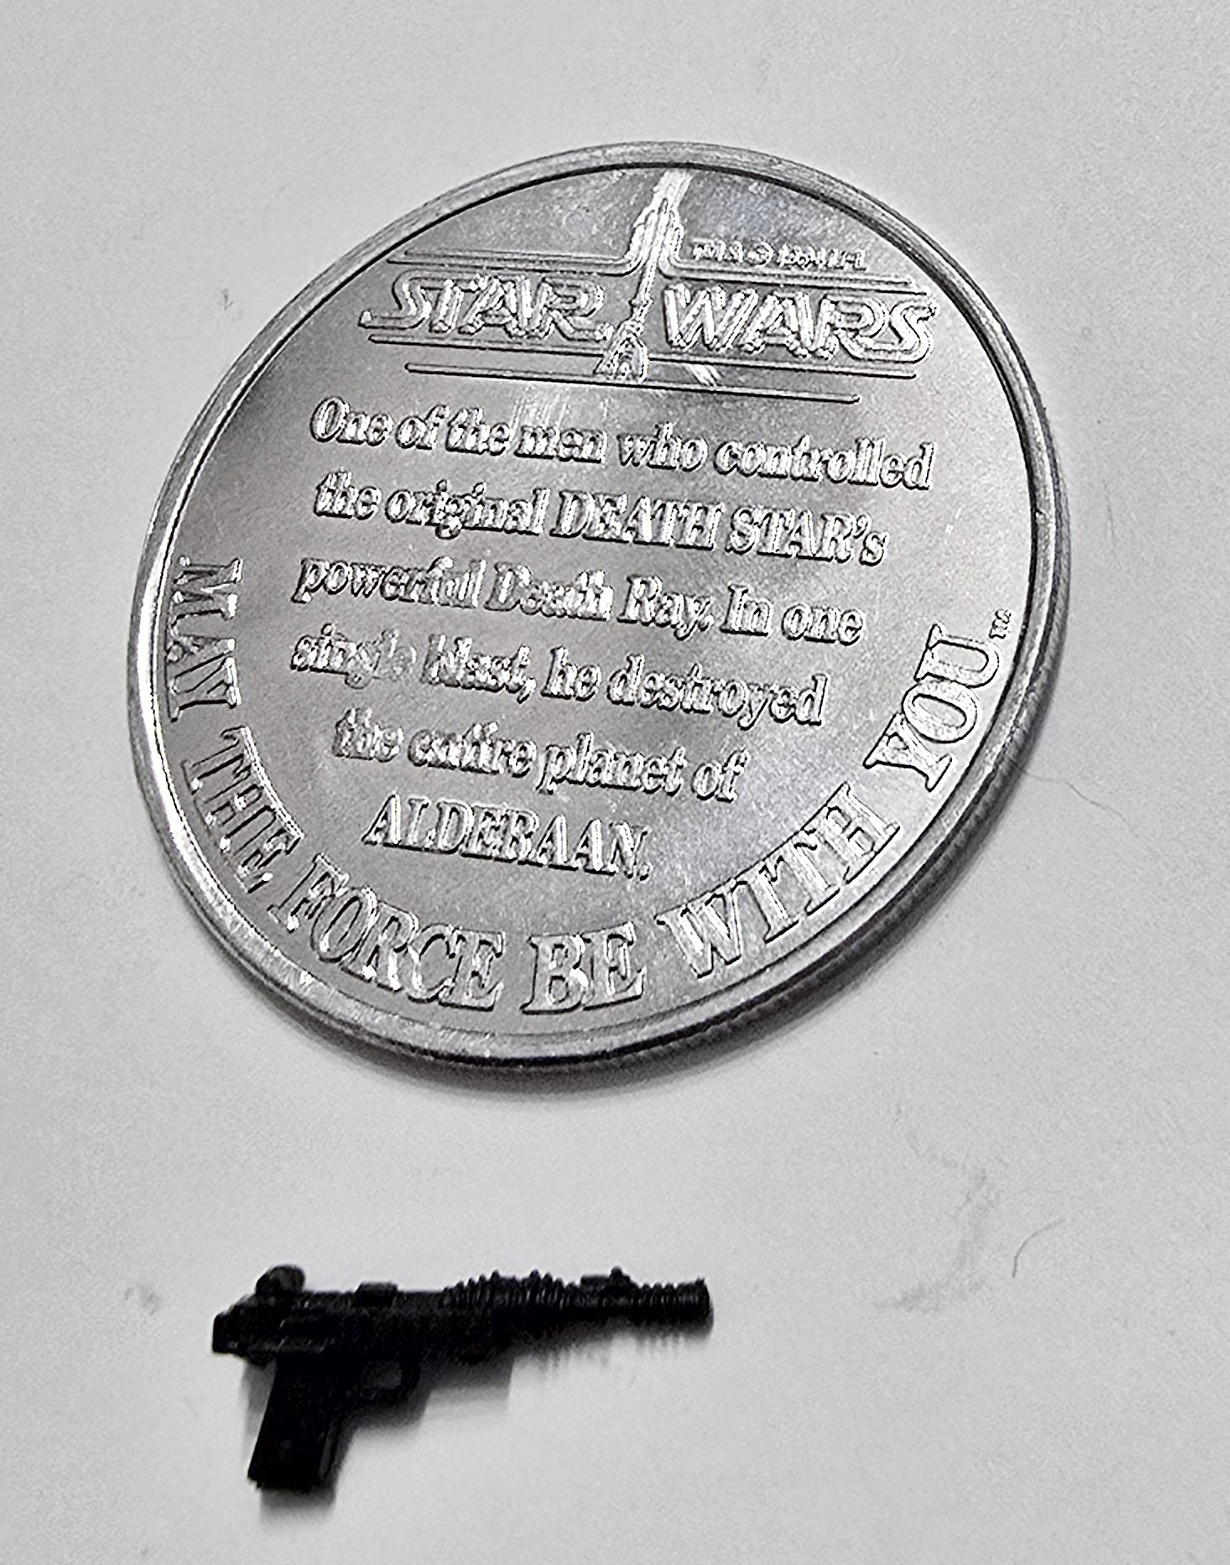 STAR WARS
One of the men who controlled
the original DEATH STAR's
powerful Death Ray. In one
single blast, he destroyed
the entire planet of
ALDERAAN.
MAY THE FORCE BE WITH YOU™